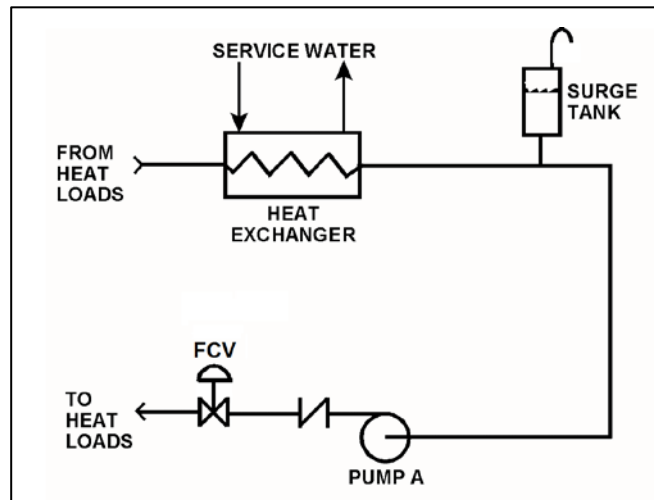 SERVICE WATER
SURGE
TANK
FROM
HEAT
LOADS
HEAT
EXCHANGER
FCV
TO
HEAT
LOADS
PUMP A